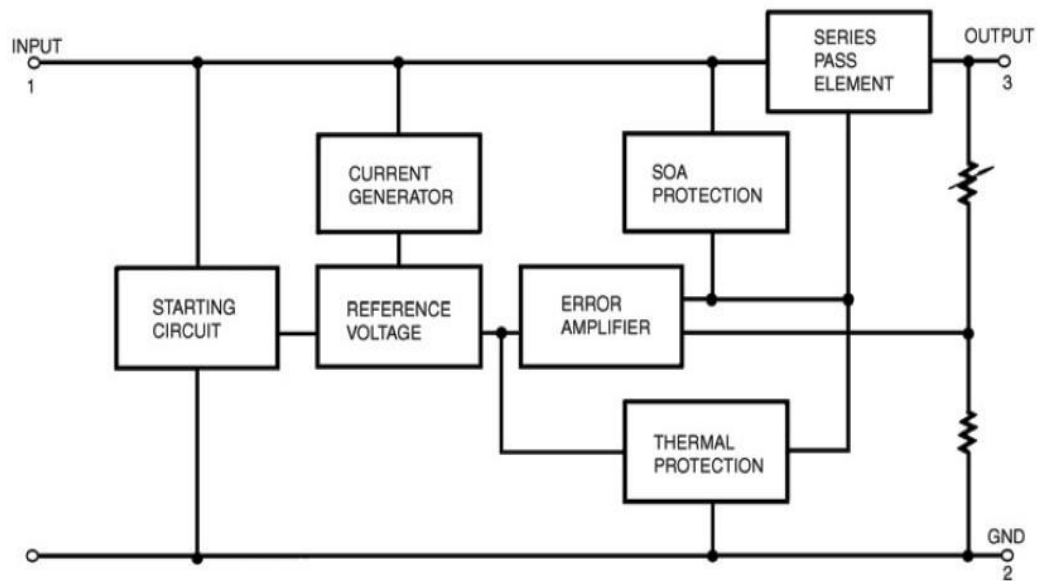 INPUT
1
SERIES
PASS
ELEMENT
OUTPUT
3
CURRENT
GENERATOR
SOA
PROTECTION
STARTING
CIRCUIT
REFERENCE
VOLTAGE
ERROR
AMPLIFIER
THERMAL
PROTECTION
GND
2